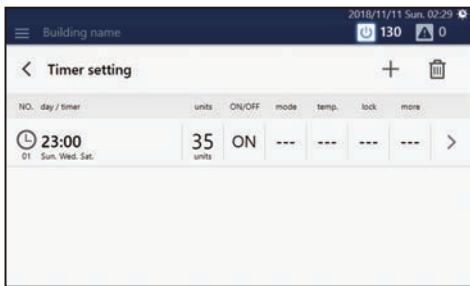 2018/11/11 Sun. 02:29
Building name 130 0
Timer setting
NO. day / timer units ON/OFF mode temp. lock more
23:00 35 ON --- --- --- ---
01 Sun. Wed. Sat. units